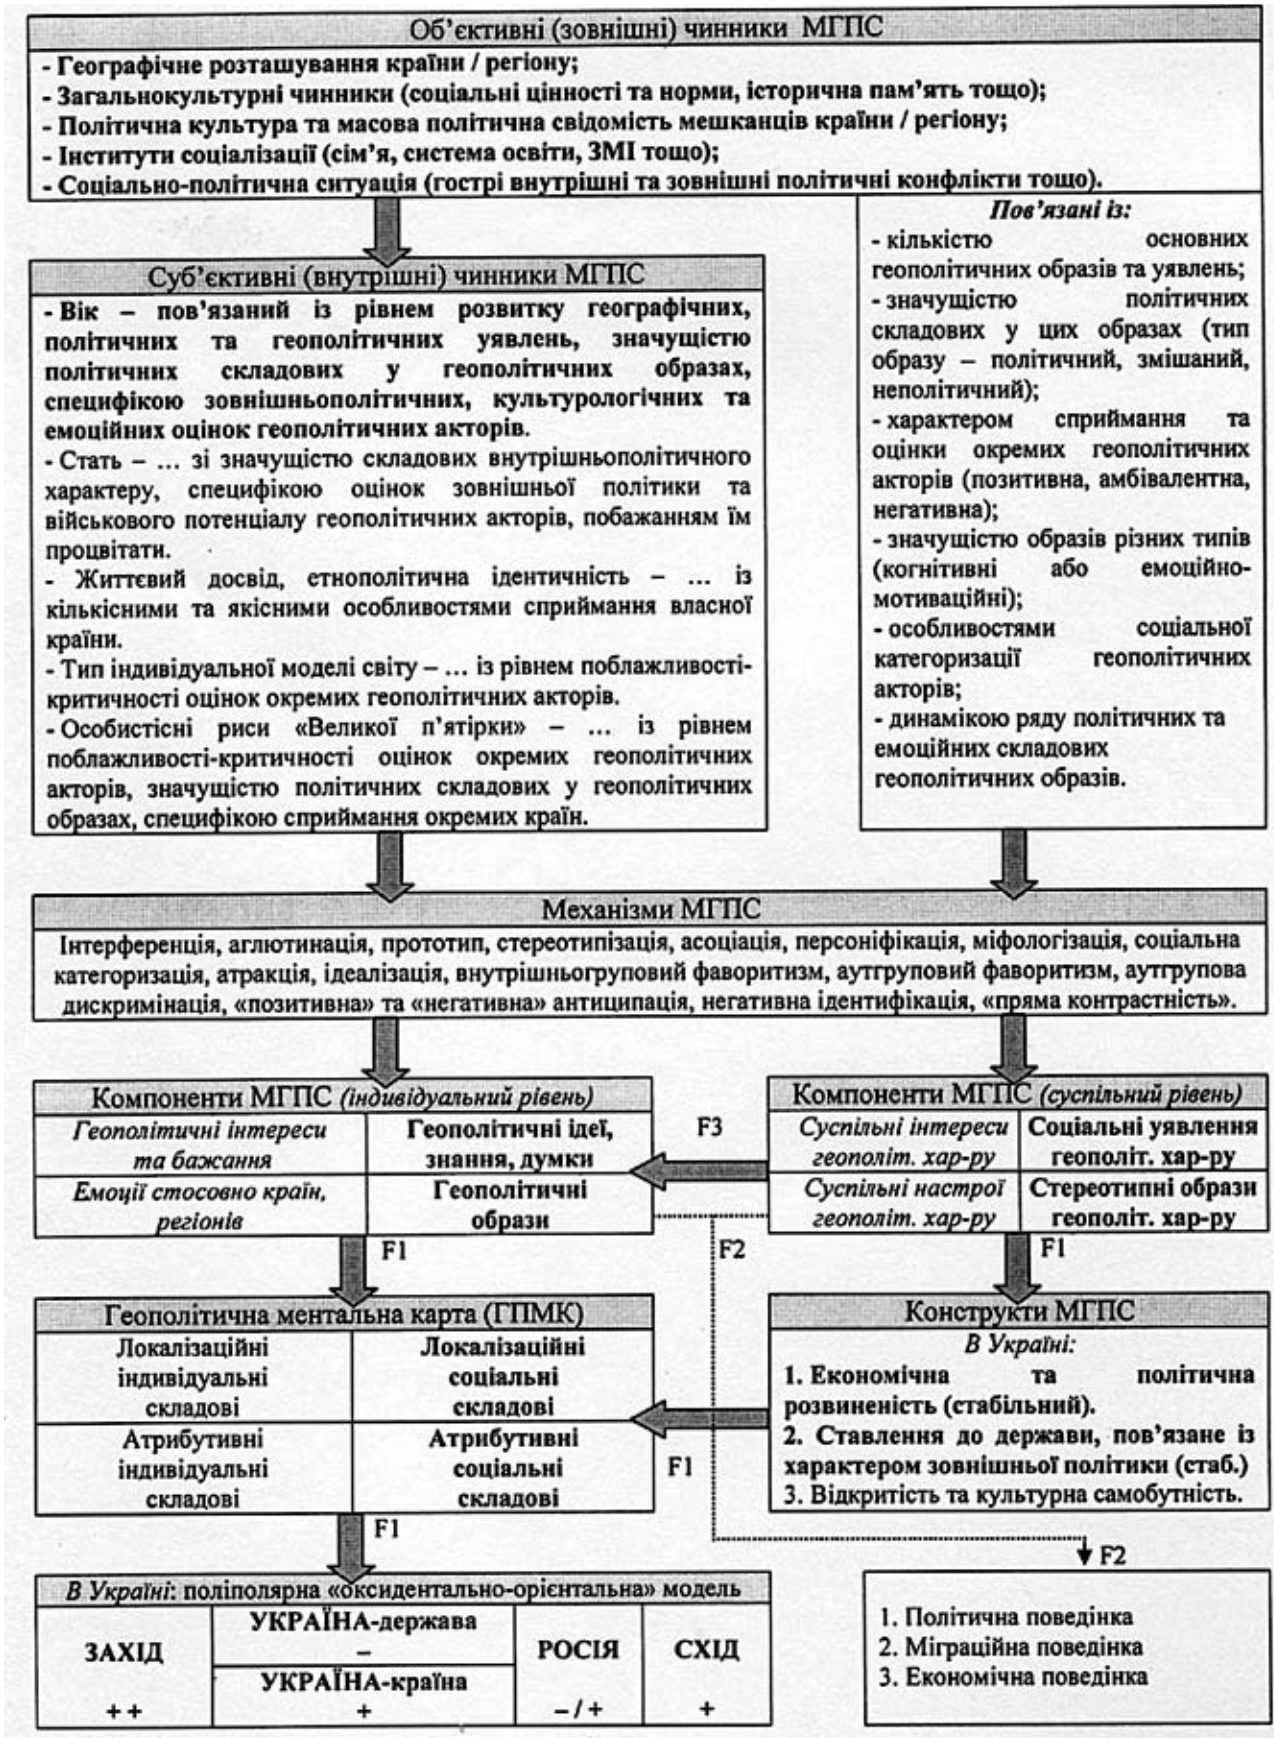 Об’єктивні (зовнішні) чинники МГПС
- Географічне розташування країни / регіону;
- Загальнокультурні чинники (соціальні цінності та норми, історична пам’ять тощо);
- Політична культура та масова політична свідомість мешканців країни / регіону;
- Інститути соціалізації (сім’я, система освіти, ЗМІ тощо);
- Соціально-політична ситуація (гострі внутрішні та зовнішні політичні конфлікти тощо).
Суб’єктивні (внутрішні) чинники МГПС
- Вік – пов’язаний із рівнем розвитку географічних,
політичних та геополітичних уявлень, значущістю
політичних складових у геополітичних образах,
специфікою зовнішньополітичних, культурологічних та
емоційних оцінок геополітичних акторів.
- Стать – ... зі значущістю складових внутрішньополітичного
характеру, специфікою оцінок зовнішньої політики та
військового потенціалу геополітичних акторів, побажанням їм
процвітати.
- Життєвий досвід, етнополітична ідентичність – ... із
кількісними та якісними особливостями сприймання власної
країни.
- Тип індивідуальної моделі світу – ... із рівнем поблажливості-
критичності оцінок окремих геополітичних акторів.
- Особистісні риси «Великої п’ятірки» – ... із рівнем
поблажливості-критичності оцінок окремих геополітичних
акторів, значущістю політичних складових у геополітичних
образах, специфікою сприймання окремих країн.
Пов’язані із:
- кількістю основних
геополітичних образів та уявлень;
- значущістю політичних
складових у цих образах (тип
образу – політичний, змішаний,
неполітичний);
- характером сприймання та
оцінки окремих геополітичних
акторів (позитивна, амбівалентна,
негативна);
- значущістю образів різних типів
(когнітивні або емоційно-
мотиваційні);
- особливостями соціальної
категоризації геополітичних
акторів;
- динамікою ряду політичних та
емоційних складових
геополітичних образів.
Механізми МГПС
Інтерференція, аглютинація, прототип, стереотипізація, асоціація, персоніфікація, міфологізація, соціальна
категоризація, атракція, ідеалізація, внутрішньогруповий фаворитизм, аутгруповий фаворитизм, аутгрупова
дискримінація, «позитивна» та «негативна» антиципація, негативна ідентифікація, «пряма контрастність».
Компоненти МГПС (індивідуальний рівень)
Геополітичні інтереси
та бажання
Геополітичні ідеї,
знання, думки
Емоції стосовно країн,
регіонів
Геополітичні
образи
F3
Компоненти МГПС (суспільний рівень)
Суспільні інтереси
геополіт. хар-ру
Соціальні уявлення
геополіт. хар-ру
Суспільні настрої
геополіт. хар-ру
Стереотипні образи
геополіт. хар-ру
F1
F2
F1
Геополітична ментальна карта (ГПМК)
Локалізаційні
індивідуальні
складові
Локалізаційні
соціальні
складові
Атрибутивні
індивідуальні
складові
Атрибутивні
соціальні
складові
F1
Конструкти МГПС
В Україні:
1. Економічна та політична
розвиненість (стабільний).
2. Ставлення до держави, пов’язане із
характером зовнішньої політики (стаб.)
3. Відкритість та культурна самобутність.
F1
F2
В Україні: поліполярна «оксидентально-орієнтальна» модель
ЗАХІД
+ +
УКРАЇНА-держава
–
УКРАЇНА-країна
+
РОСІЯ
– / +
СХІД
+
1. Політична поведінка
2. Міграційна поведінка
3. Економічна поведінка